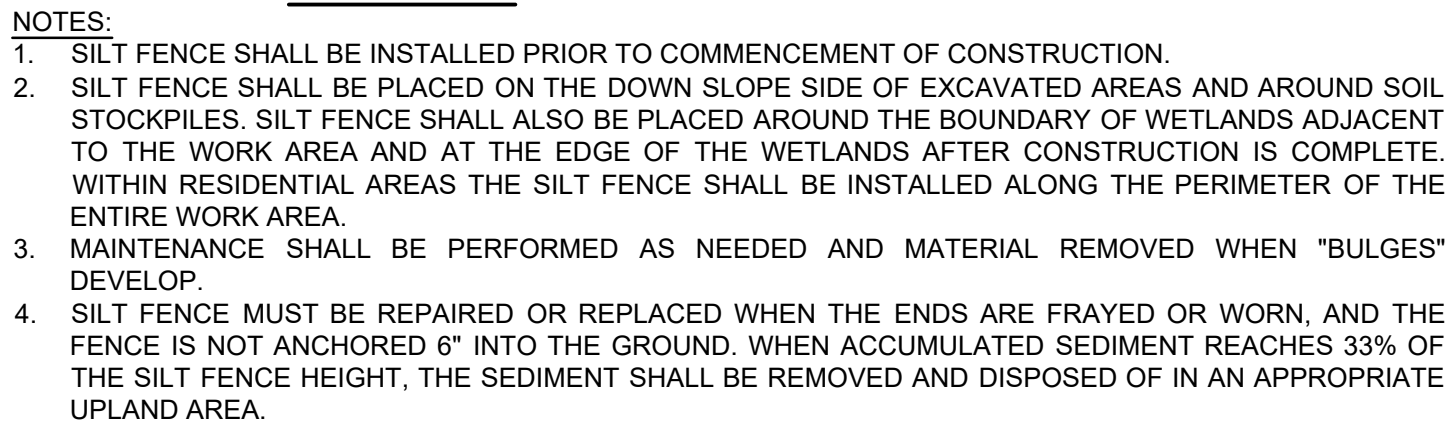 NOTES:
1. SILT FENCE SHALL BE INSTALLED PRIOR TO COMMENCEMENT OF CONSTRUCTION.
2. SILT FENCE SHALL BE PLACED ON THE DOWN SLOPE SIDE OF EXCAVATED AREAS AND AROUND SOIL
STOCKPILES. SILT FENCE SHALL ALSO BE PLACED AROUND THE BOUNDARY OF WETLANDS ADJACENT
TO THE WORK AREA AND AT THE EDGE OF THE WETLANDS AFTER CONSTRUCTION IS COMPLETE.
WITHIN RESIDENTIAL AREAS THE SILT FENCE SHALL BE INSTALLED ALONG THE PERIMETER OF THE
ENTIRE WORK AREA.
3. MAINTENANCE SHALL BE PERFORMED AS NEEDED AND MATERIAL REMOVED WHEN "BULGES"
DEVELOP.
4. SILT FENCE MUST BE REPAIRED OR REPLACED WHEN THE ENDS ARE FRAYED OR WORN, AND THE
FENCE IS NOT ANCHORED 6" INTO THE GROUND. WHEN ACCUMULATED SEDIMENT REACHES 33% OF
THE SILT FENCE HEIGHT, THE SEDIMENT SHALL BE REMOVED AND DISPOSED OF IN AN APPROPRIATE
UPLAND AREA.